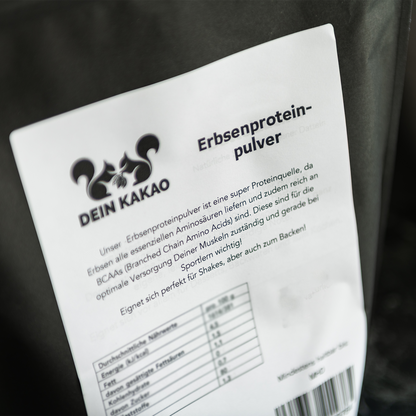 DEIN KAKAO
Erbsenprotein-
pulver
Unser Erbsenproteinpulver ist eine super Proteinquelle, da
Erbsen alle essenziellen Aminosäuren liefern und zudem reich an
BCAAs (Branched Chain Amino Acids) sind. Diese sind für die
optimale Versorgung Deiner Muskeln zuständig und gerade bei
Sportlern wichtig!
Eignet sich perfekt für Shakes, aber auch zum Backen!
Durchschnittliche Nährwerte
Energie (kJ/kcal)
Fett
davon gesättigte Fettsäuren
Kohlenhydrate
davon Zucker